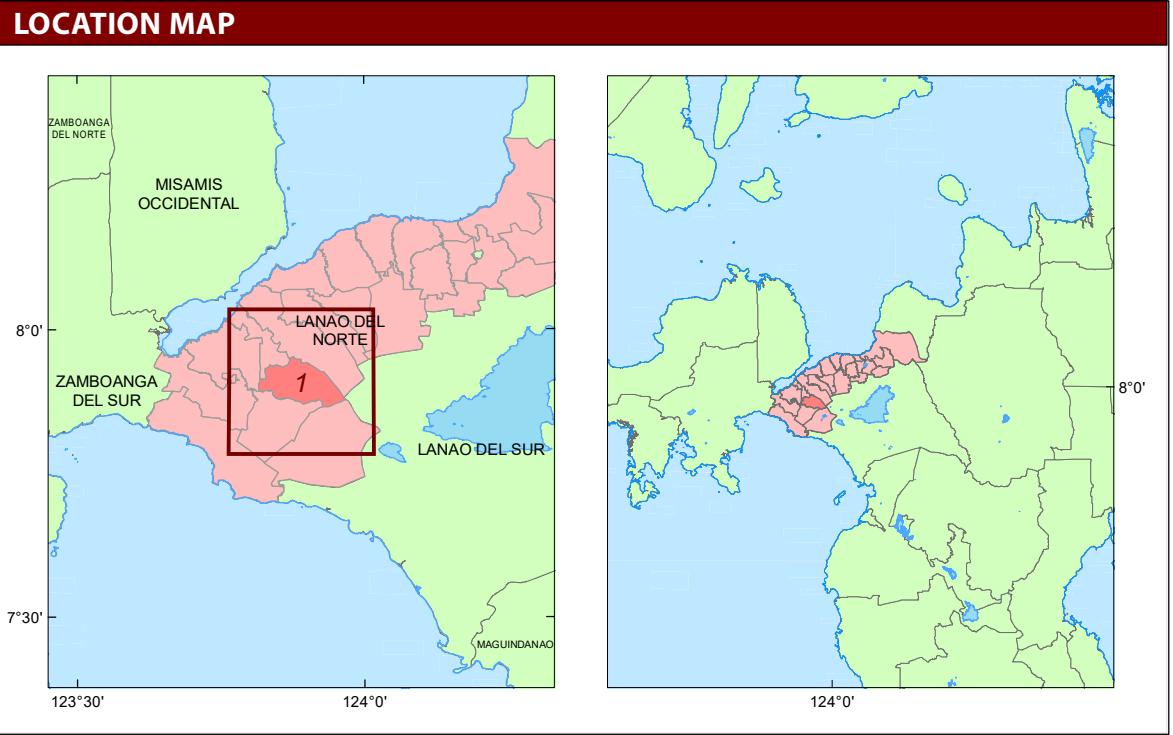 LOCATION MAP
ZAMBOANGA
DEL NORTE
MISAMIS
OCCIDENTAL
LANAO DEL
NORTE
8°0'
1
ZAMBOANGA
DEL SUR
LANAO DEL SUR
7°30'
MAGUINDANAO
123°30'
124°0'
8°0'
124°0'